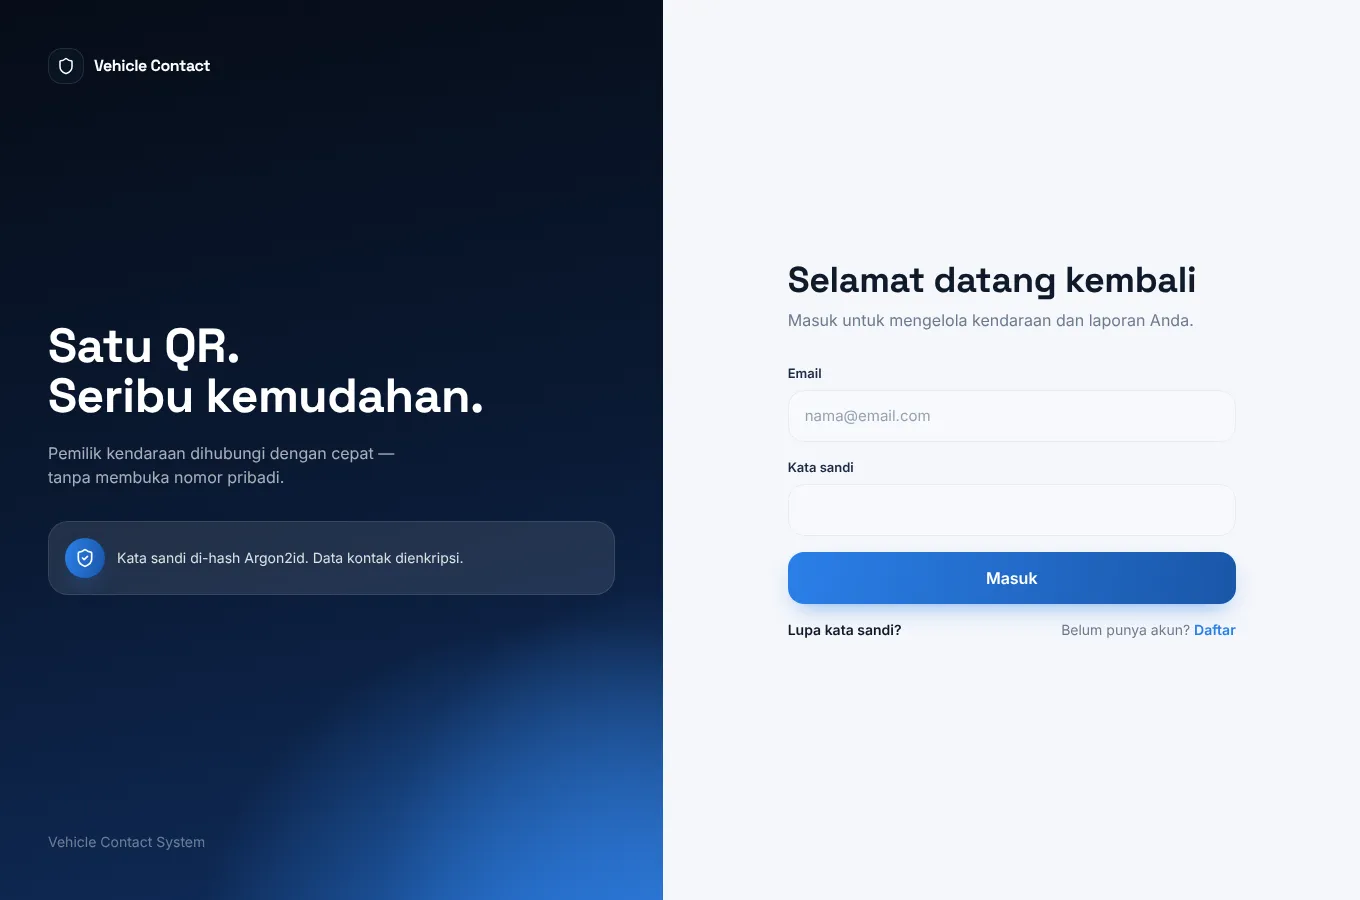 Vehicle Contact
Satu QR.
Seribu kemudahan.
Pemilik kendaraan dihubungi dengan cepat —
tanpa membuka nomor pribadi.
Kata sandi di-hash Argon2id. Data kontak dienkripsi.
Vehicle Contact System
Selamat datang kembali
Masuk untuk mengelola kendaraan dan laporan Anda.
Email
nama@email.com
Kata sandi
Masuk
Lupa kata sandi?
Belum punya akun? Daftar